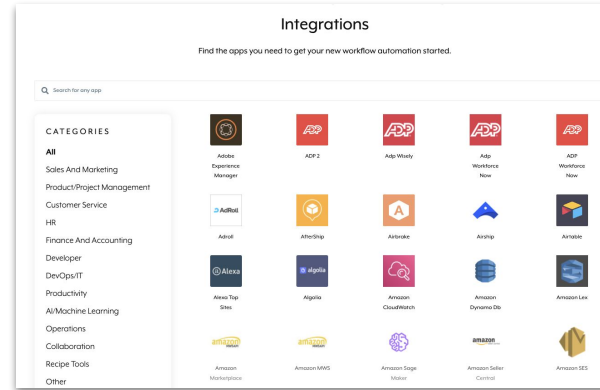 Integrations
Find the apps you need to get your new workflow automation started.
Search for any app
CATEGORIES
All
Sales And Marketing
Product/Project Management
Customer Service
HR
Finance And Accounting
Developer
DevOps/IT
Productivity
AI/Machine Learning
Operations
Collaboration
Recipe Tools
Other
ADP
ADP
ADP
ADP
Adobe
Experience
Manager
ADP 2
Adp Wisely
Adp
Workforce
Now
ADP
Workforce
Now
AdRoll
A
Adroll
AfterShip
Airbrake
Airship
Airtable
Alexa
algolia
Alexa Top
Sites
Algolia
Amazon
CloudWatch
Amazon
Dynamo Db
Amazon Lex
amazon
amazon
amazon
Amazon
Marketplace
Amazon MWS
Amazon Sage
Maker
Amazon Seller
Central
Amazon SES